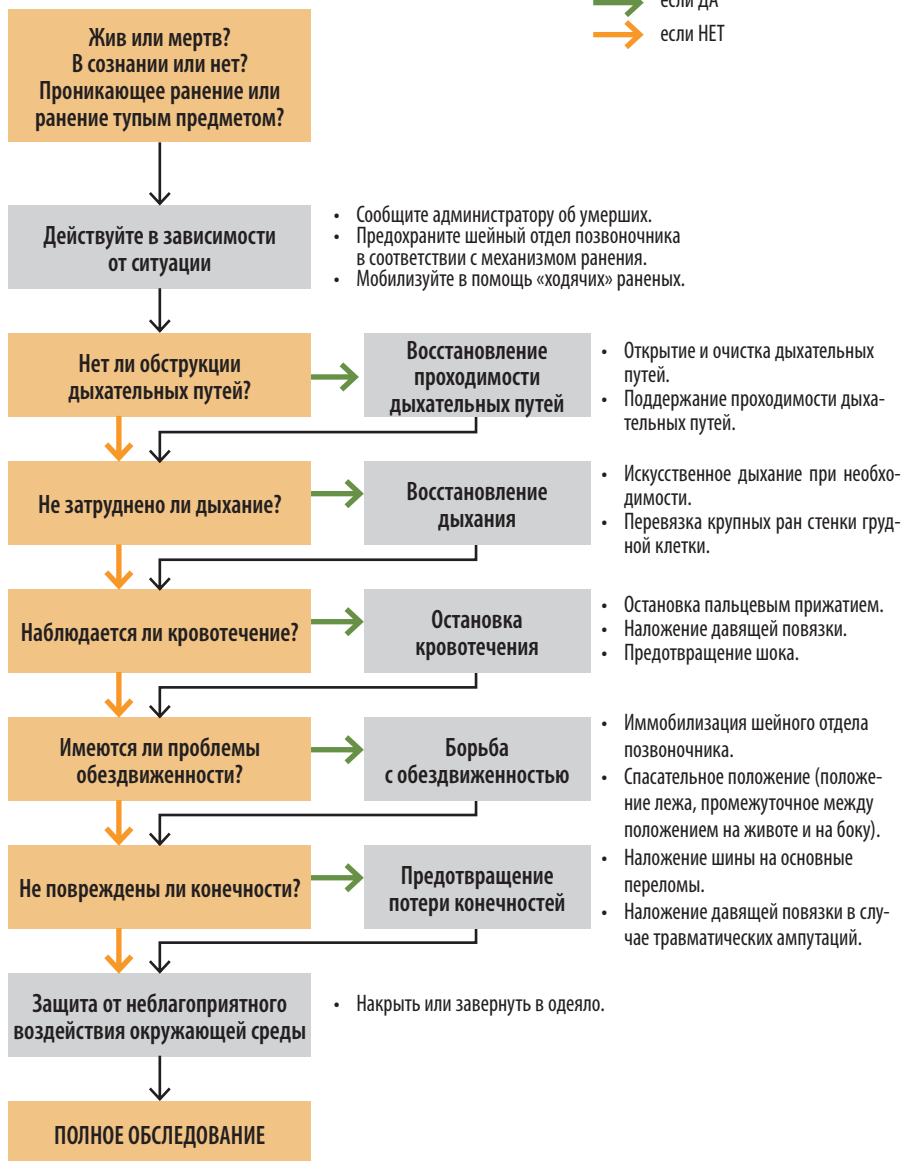 если ДА
если НЕТ
Жив или мертв?
В сознании или нет?
Проникающее ранение или
ранение тупым предметом?
Действуйте в зависимости
от ситуации
• Сообщите администратору об умерших.
• Предохраните шейный отдел позвоночника
в соответствии с механизмом ранения.
• Мобилизуйте в помощь «ходячих» раненых.
Нет ли обструкции
дыхательных путей?
Восстановление
проходимости
дыхательных путей
• Открытие и очистка дыхательных
путей.
• Поддержание проходимости дыха-
тельных путей.
Не затруднено ли дыхание?
Восстановление
дыхания
• Искусственное дыхание при необхо-
димости.
• Перевязка крупных ран стенки груд-
ной клетки.
Наблюдается ли кровотечение?
Остановка
кровотечения
• Остановка пальцевым прижатием.
• Наложение давящей повязки.
• Предотвращение шока.
Имеются ли проблемы
обездвиженности?
Борьба
с обездвиженностью
• Иммобилизация шейного отдела
позвоночника.
• Спасательное положение (положе-
ние лежа, промежуточное между
положением на животе и на боку).
Не повреждены ли конечности?
Предотвращение
потери конечностей
• Наложение шины на основные
переломы.
• Наложение давящей повязки в слу-
чае травматических ампутаций.
Защита от неблагоприятного
воздействия окружающей среды
• Накрыть или завернуть в одеяло.
ПОЛНОЕ ОБСЛЕДОВАНИЕ